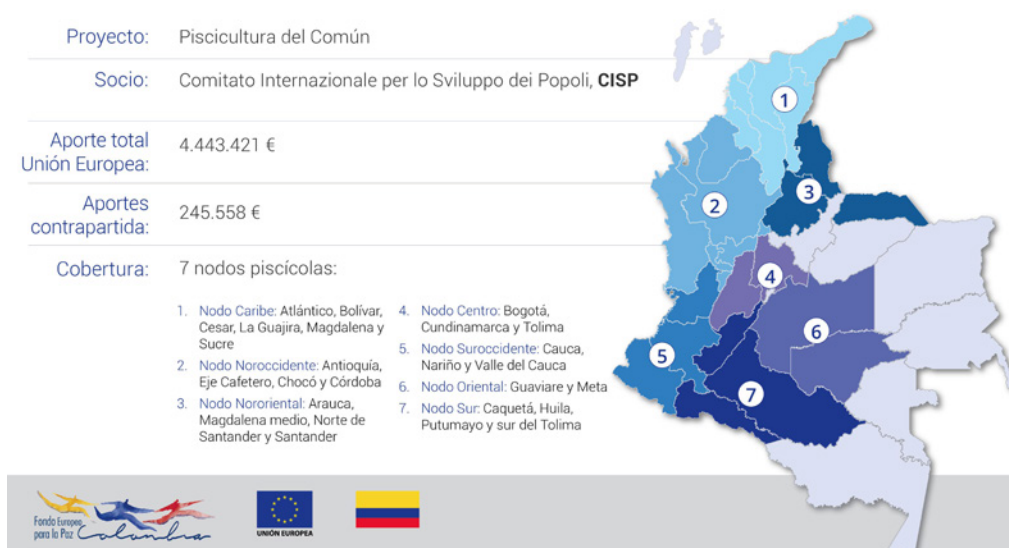 Proyecto: Piscicultura del Común
Socio: Comitato Internazionale per lo Sviluppo dei Popoli, CISP
Aporte total
Unión Europea: 4.443.421 €
Aportes
contrapartida: 245.558 €
Cobertura: 7 nodos piscícolas:
1. Nodo Caribe: Atlántico, Bolívar,
Cesar, La Guajira, Magdalena y
Sucre
2. Nodo Noroccidente: Antioquía,
Eje Cafetero, Chocó y Córdoba
3. Nodo Nororiental: Arauca,
Magdalena medio, Norte de
Santander y Santander
4. Nodo Centro: Bogotá,
Cundinamarca y Tolima
5. Nodo Suroccidente: Cauca,
Nariño y Valle del Cauca
6. Nodo Oriental: Guaviare y Meta
7. Nodo Sur: Caquetá, Huila,
Putumayo y sur del Tolima
1
2
3
4
5
6
7
Fondo Europeo
para la Paz
Colombia
UNIÓN EUROPEA